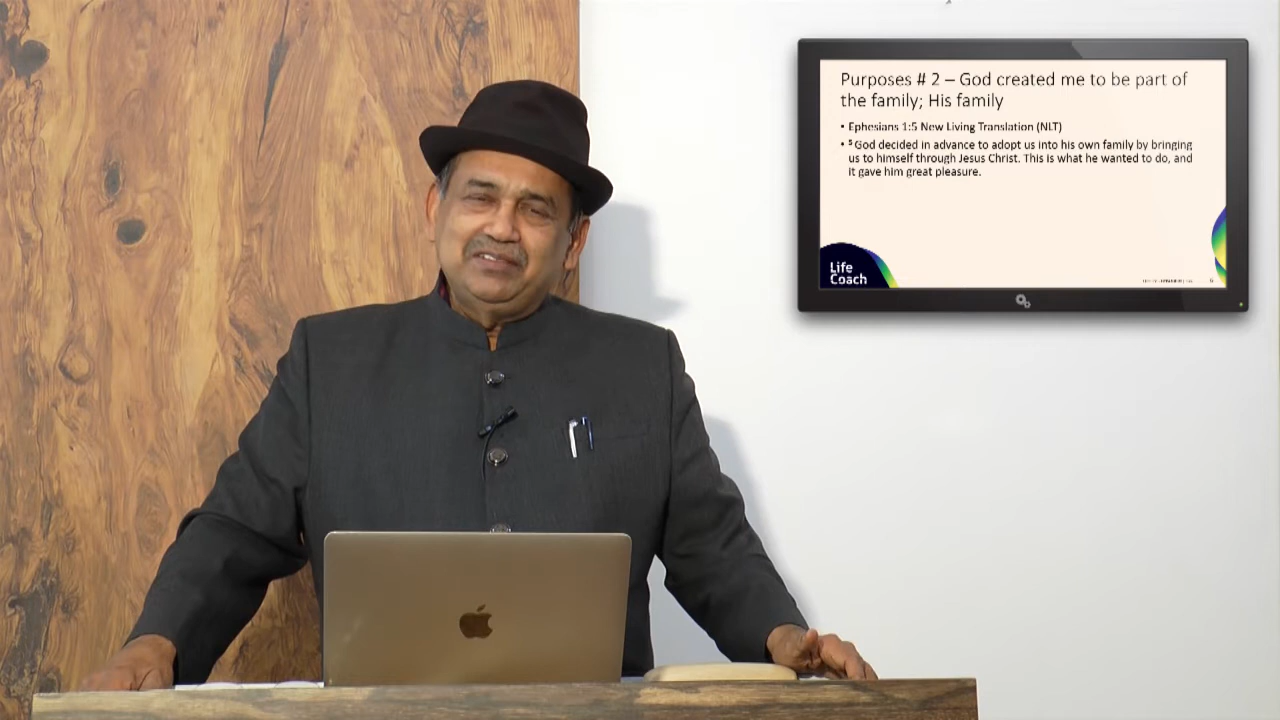 Purposes # 2 – God created me to be part of
the family; His family
• Ephesians 1:5 New Living Translation (NLT)
• 5 God decided in advance to adopt us into his own family by bringing
us to himself through Jesus Christ. This is what he wanted to do, and
it gave him great pleasure.
Life
Coach